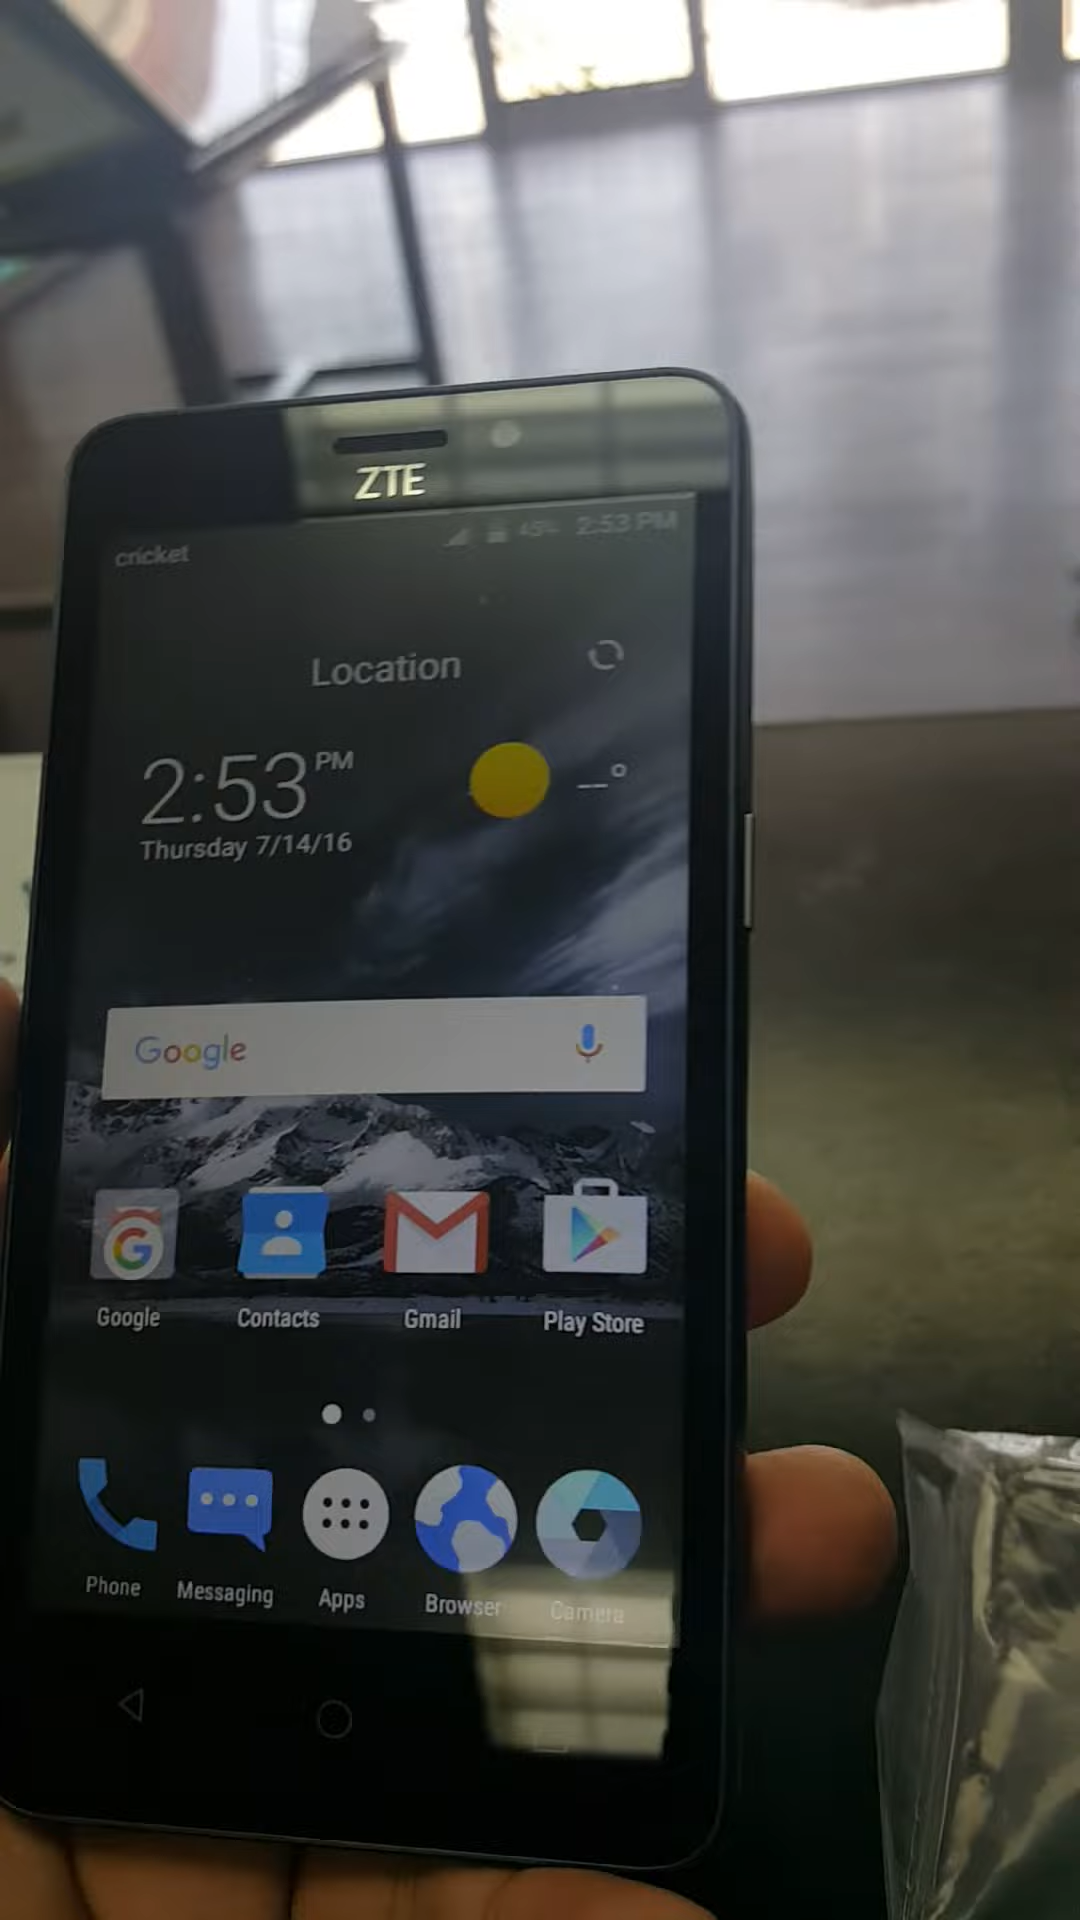 ZTE
cricket
45% 2:53 PM
Location
2:53 PM
--°
Thursday 7/14/16
Google
Google Contacts Gmail Play Store
Phone Messaging Apps Browser Camera